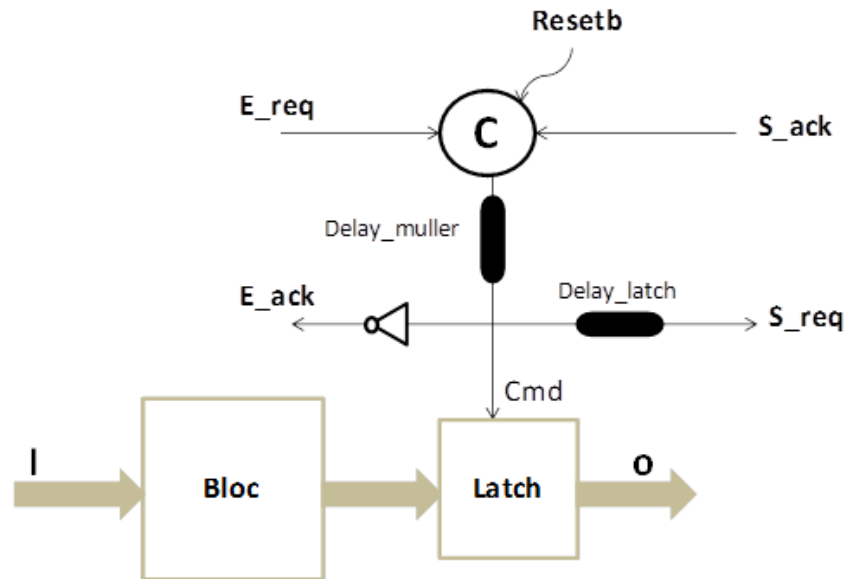 Resetb
E_req
C
S_ack
Delay_muller
E_ack
Delay_latch
S_req
Cmd
I
Bloc
Latch
O